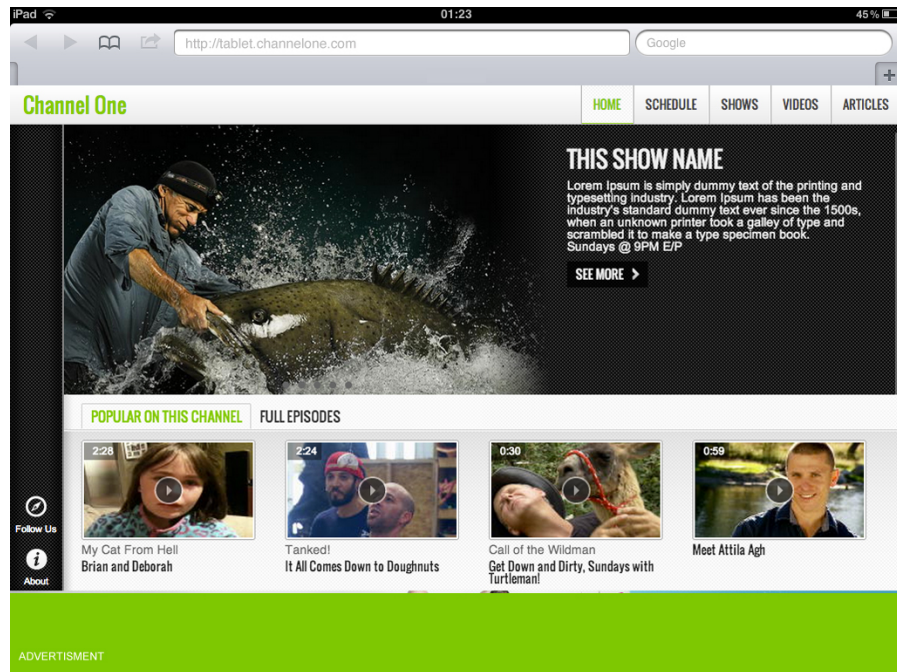 iPad 01:23 45%
http://tablet.channelone.com Google
Channel One HOME SCHEDULE SHOWS VIDEOS ARTICLES
THIS SHOW NAME
Lorem Ipsum is simply dummy text of the printing and
typesetting industry. Lorem Ipsum has been the
industry's standard dummy text ever since the 1500s,
when an unknown printer took a galley of type and
scrambled it to make a type specimen book.
Sundays @ 9PM E/P
SEE MORE
POPULAR ON THIS CHANNEL FULL EPISODES
2:28 2:24 0:30 0:59
My Cat From Hell
Brian and Deborah
Tanked!
It All Comes Down to Doughnuts
Call of the Wildman
Get Down and Dirty, Sundays with
Turtleman!
Meet Attila Agh
Follow Us
About
ADVERTISMENT